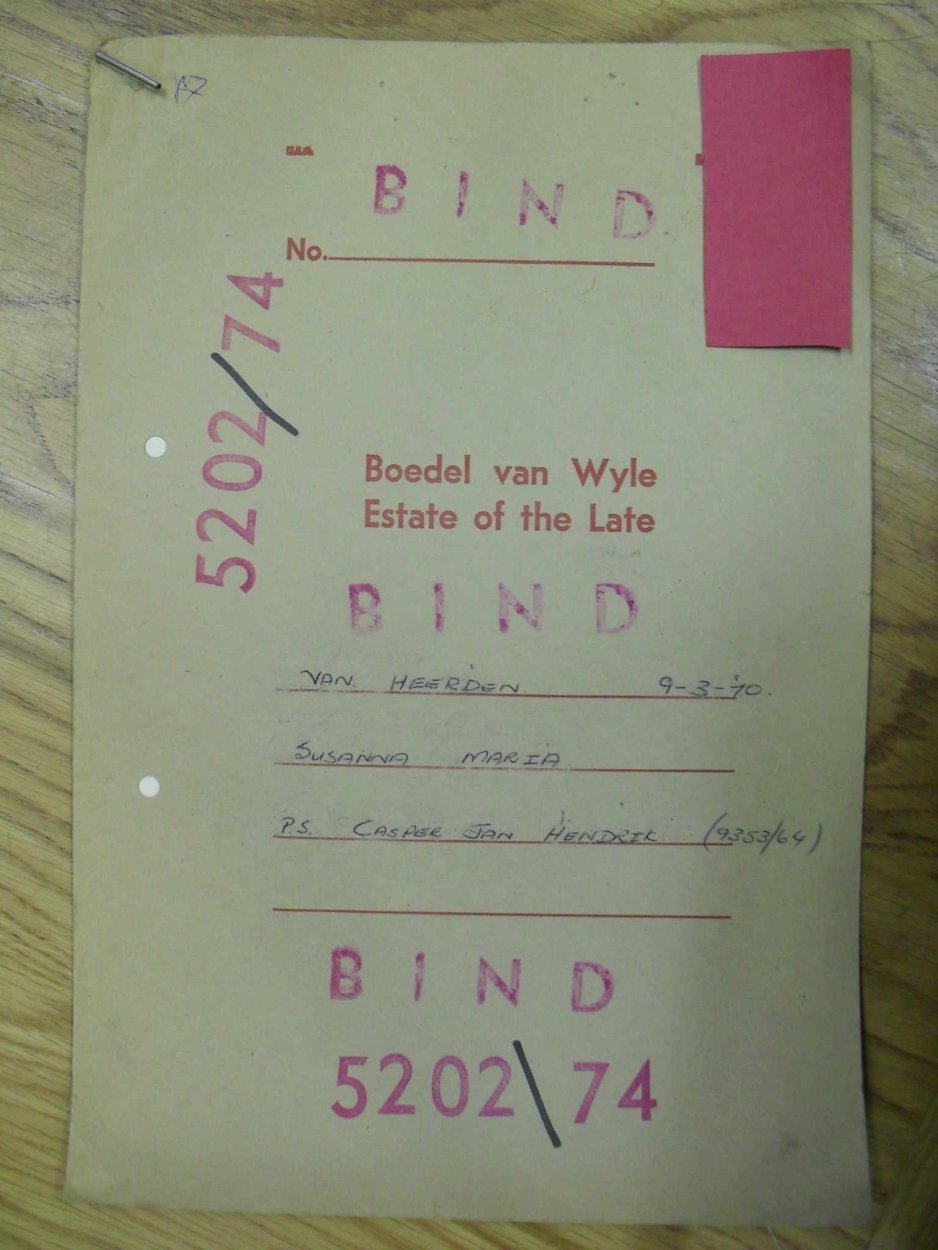 BIND
No.
5202/74
Boedel van Wyle
Estate of the Late
BIND
VAN HEERDEN 9-3-'10.
SUSANNA MARIA
P.S. CASPER JAN HENDRIK (9353/64)
BIND
5202\74